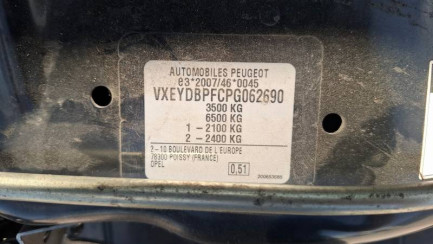 AUTOMOBILES PEUGEOT
e3*2007/46*0045
VXEYDBPFCPG062690
3500 KG
6500 KG
1 - 2100 KG
2 - 2400 KG
2-10 BOULEVARD DE L'EUROPE
78300 POISSY (FRANCE)
OPEL
0.51